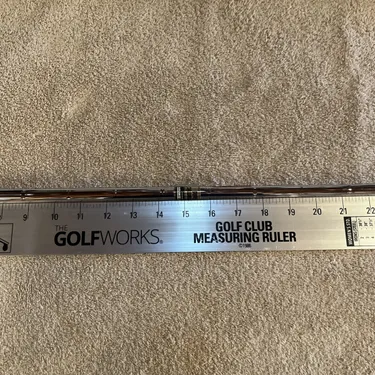 9 10 11 12 13 14 15 16 17 18 19 20 21 22
THE
GOLFWORKS®
GOLF CLUB
MEASURING RULER